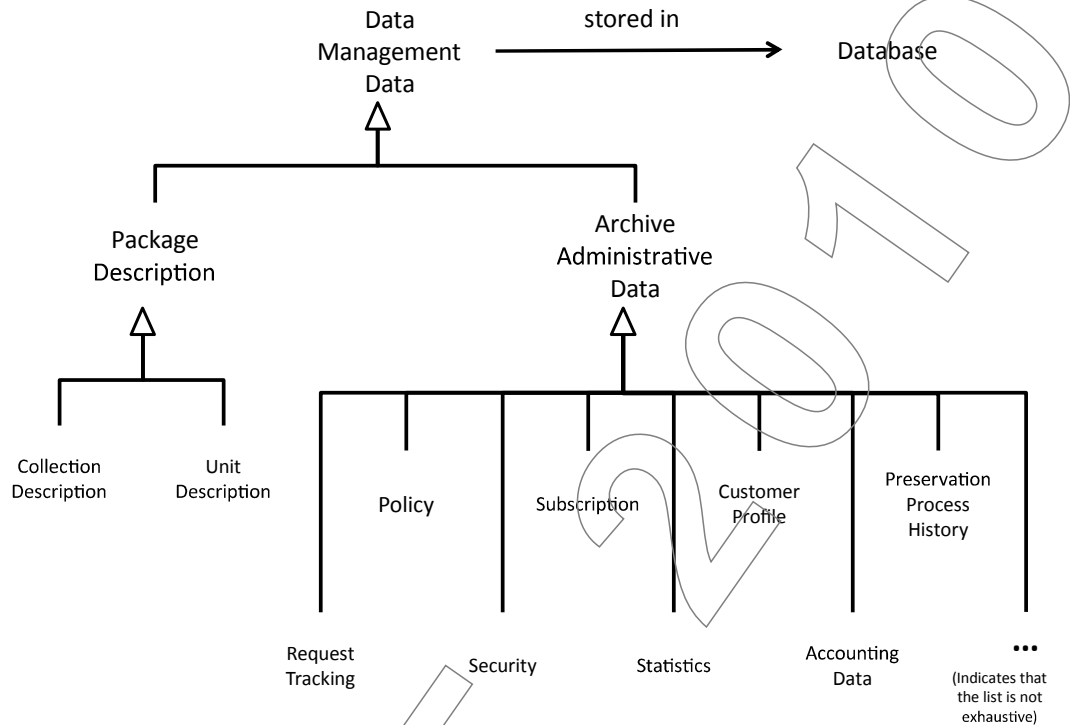 Data
Management
Data
stored in
Database
Package
Description
Archive
Administrative
Data
Collection
Description
Unit
Description
Policy
Subscription
Customer
Profile
Preservation
Process
History
Request
Tracking
Security
Statistics
Accounting
Data
...
(Indicates that
the list is not
exhaustive)
2010